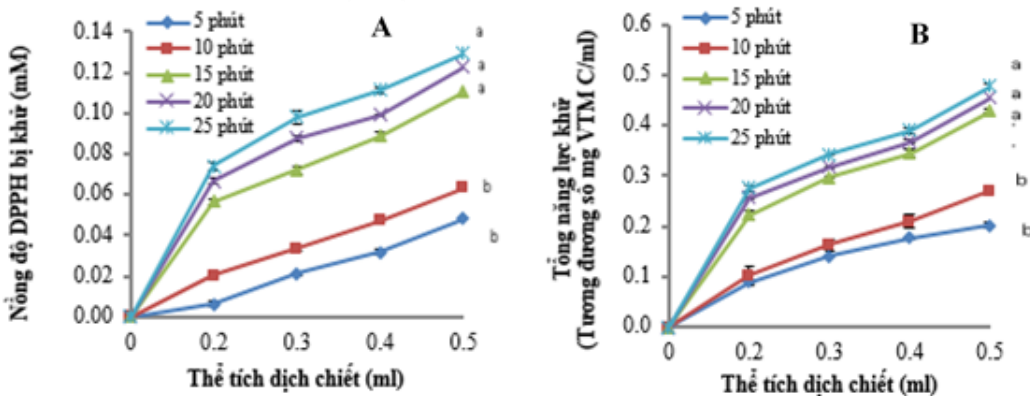 A
5 phút
10 phút
15 phút
20 phút
25 phút
Nồng độ DPPH bị khử (mM)
0.14
0.12
0.10
0.08
0.06
0.04
0.02
0.00
0
0.2
0.3
0.4
0.5
a
a
a
b
b
Thể tích dịch chiết (ml)
B
5 phút
10 phút
15 phút
20 phút
25 phút
Tổng năng lực khử
(Tương đương số mg VTM C/ml)
0.6
0.5
0.4
0.3
0.2
0.1
0.0
0
0.2
0.3
0.4
0.5
a
a
a
b
b
Thể tích dịch chiết (ml)